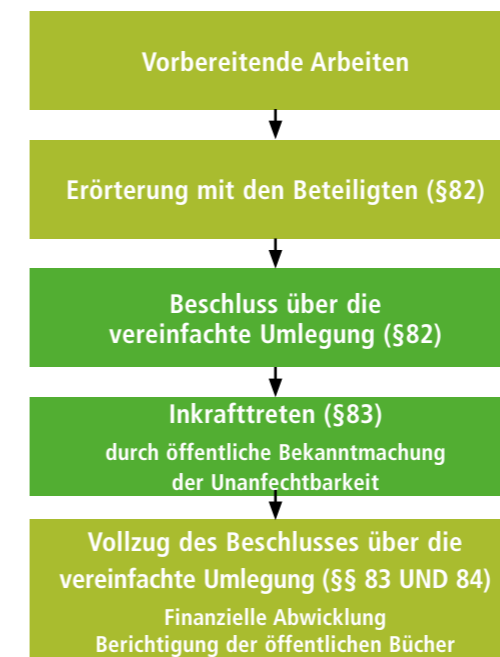 Vorbereitende Arbeiten
Erörterung mit den Beteiligten (§82)
Beschluss über die
vereinfachte Umlegung (§82)
Inkrafttreten (§83)
durch öffentliche Bekanntmachung
der Unanfechtbarkeit
Vollzug des Beschlusses über die
vereinfachte Umlegung (§§ 83 UND 84)
Finanzielle Abwicklung
Berichtigung der öffentlichen Bücher